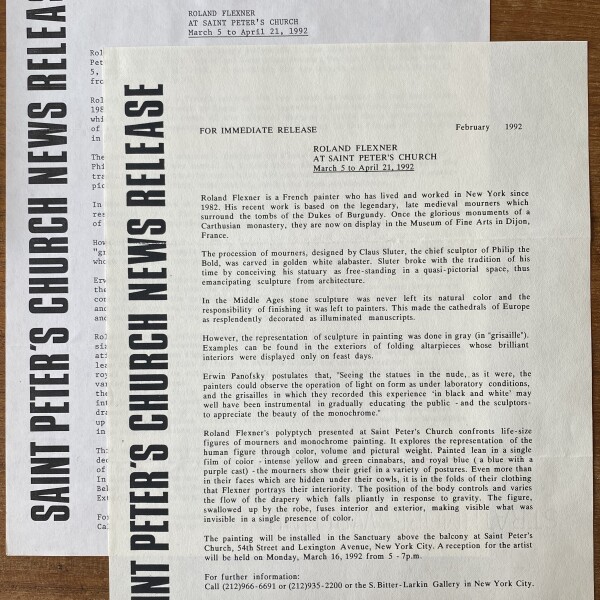 ROLAND FLEXNER
AT SAINT PETER'S CHURCH
March 5 to April 21, 1992
SAINT PETER'S CHURCH NEWS RELEASE
FOR IMMEDIATE RELEASE
February 1992
ROLAND FLEXNER
AT SAINT PETER'S CHURCH
March 5 to April 21, 1992
Roland Flexner is a French painter who has lived and worked in New York since
1982. His recent work is based on the legendary, late medieval mourners which
surround the tombs of the Dukes of Burgundy. Once the glorious monuments of a
Carthusian monastery, they are now on display in the Museum of Fine Arts in Dijon,
France.
The procession of mourners, designed by Claus Sluter, the chief sculptor of Philip the
Bold, was carved in golden white alabaster. Sluter broke with the tradition of his
time by conceiving his statuary as free-standing in a quasi-pictorial space, thus
emancipating sculpture from architecture.
In the Middle Ages stone sculpture was never left its natural color and the
responsibility of finishing it was left to painters. This made the cathedrals of Europe
as resplendently decorated as illuminated manuscripts.
However, the representation of sculpture in painting was done in gray (in "grisaille").
Examples can be found in the exteriors of folding altarpieces whose brilliant
interiors were displayed only on feast days.
Erwin Panofsky postulates that, "Seeing the statues in the nude, as it were, the
painters could observe the operation of light on form as under laboratory conditions,
and the grisailles in which they recorded this experience 'in black and white' may
well have been instrumental in gradually educating the public - and the sculptors-
to appreciate the beauty of the monochrome."
Roland Flexner's polyptych presented at Saint Peter's Church confronts life-size
figures of mourners and monochrome painting. It explores the representation of the
human figure through color, volume and pictural weight. Painted lean in a single
film of color - intense yellow and green cinnabars, and royal blue ( a blue with a
purple cast) - the mourners show their grief in a variety of postures. Even more than
in their faces which are hidden under their cowls, it is in the folds of their clothing
that Flexner portrays their interiority. The position of the body controls and varies
the flow of the drapery which falls pliantly in response to gravity. The figure,
swallowed up by the robe, fuses interior and exterior, making visible what was
invisible in a single presence of color.
The painting will be installed in the Sanctuary above the balcony at Saint Peter's
Church, 54th Street and Lexington Avenue, New York City. A reception for the artist
will be held on Monday, March 16, 1992 from 5 - 7p.m.
For further information:
Call (212)966-6691 or (212)935-2200 or the S. Bitter-Larkin Gallery in New York City.
INT PETER'S CHURCH NEWS RELEASE